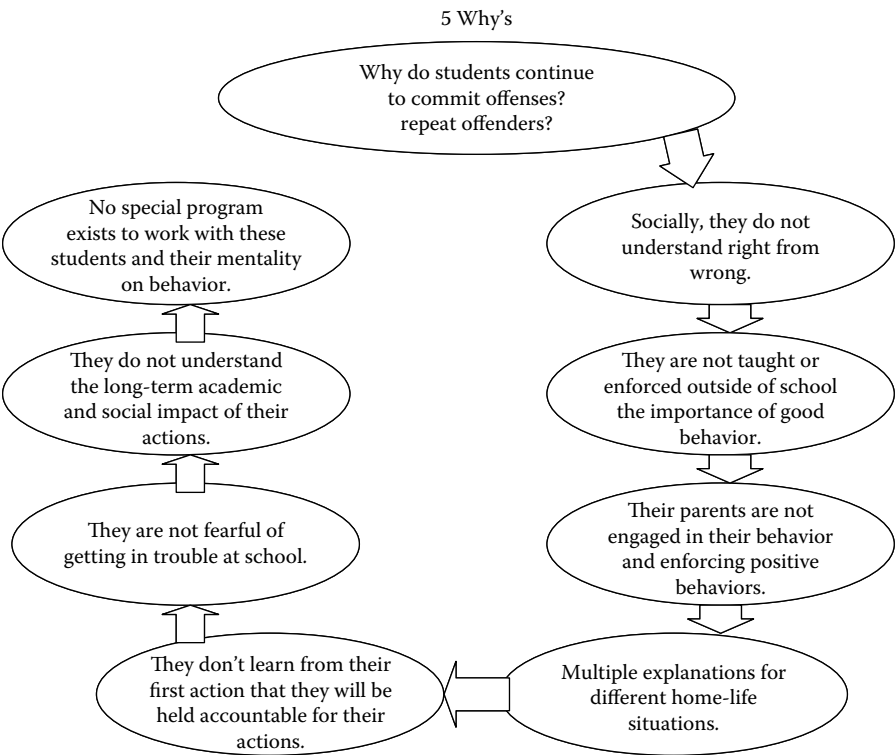 5 Why’s
Why do students continue
to commit offenses?
repeat offenders?
Socially, they do not
understand right from
wrong.
They are not taught or
enforced outside of school
the importance of good
behavior.
Their parents are not
engaged in their behavior
and enforcing positive
behaviors.
Multiple explanations for
different home-life
situations.
They don’t learn from their
first action that they will be
held accountable for their
actions.
They are not fearful of
getting in trouble at school.
They do not understand
the long-term academic
and social impact of their
actions.
No special program
exists to work with these
students and their mentality
on behavior.